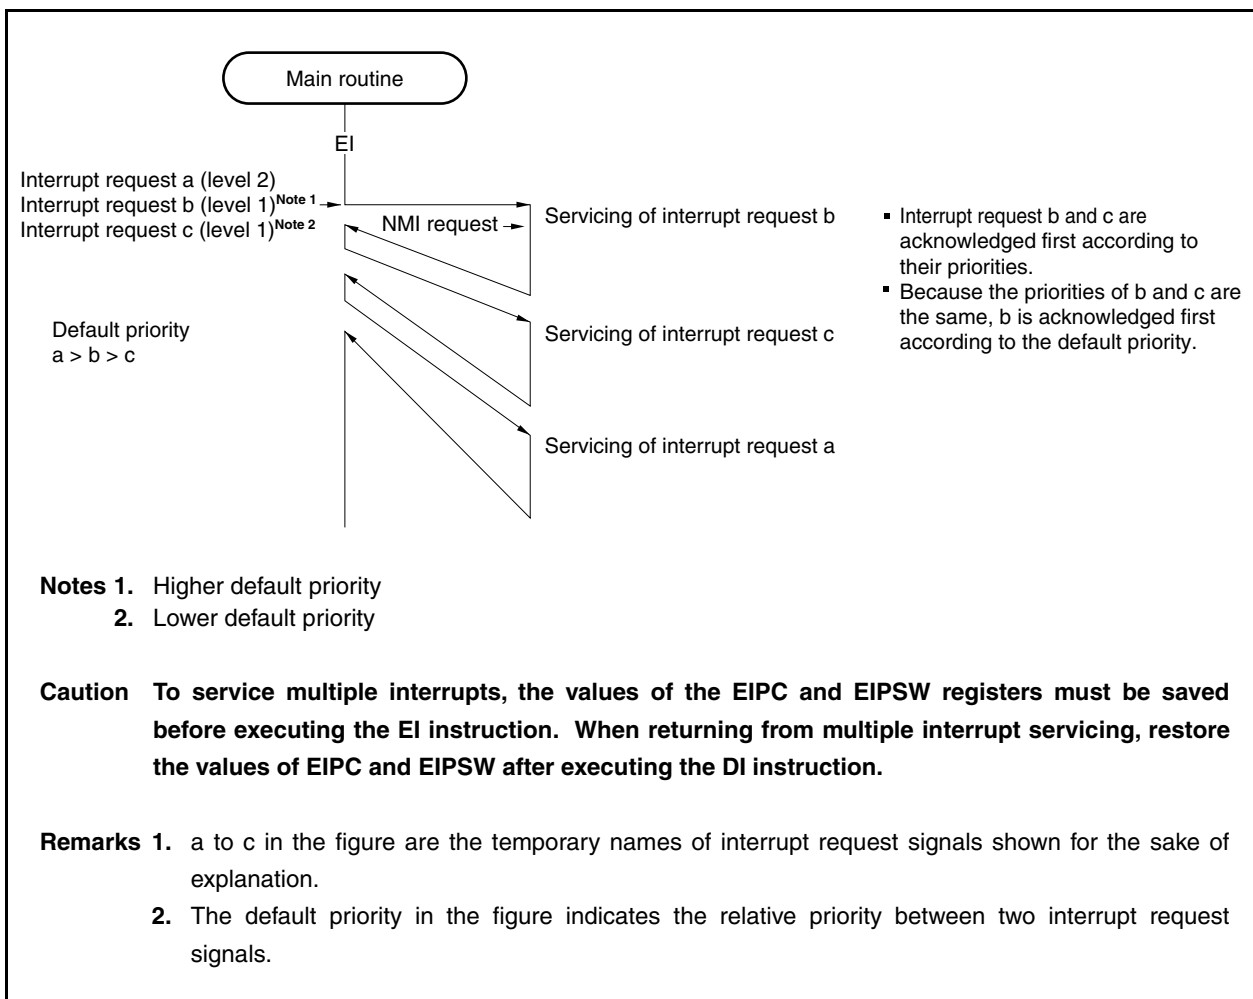 Main routine
EI
Interrupt request a (level 2)
Interrupt request b (level 1)Note 1
Interrupt request c (level 1)Note 2
NMI request
Servicing of interrupt request b
▪ Interrupt request b and c are
acknowledged first according to
their priorities.
▪ Because the priorities of b and c are
the same, b is acknowledged first
according to the default priority.
Default priority
a > b > c
Servicing of interrupt request c
Servicing of interrupt request a
Notes 1. Higher default priority
2. Lower default priority
Caution To service multiple interrupts, the values of the EIPC and EIPSW registers must be saved
before executing the EI instruction. When returning from multiple interrupt servicing, restore
the values of EIPC and EIPSW after executing the DI instruction.
Remarks 1. a to c in the figure are the temporary names of interrupt request signals shown for the sake of
explanation.
2. The default priority in the figure indicates the relative priority between two interrupt request
signals.